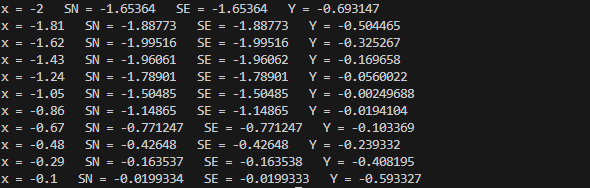 x = -2   SN = -1.65364   SE = -1.65364   Y = -0.693147
x = -1.81   SN = -1.88773   SE = -1.88773   Y = -0.504465
x = -1.62   SN = -1.99516   SE = -1.99516   Y = -0.325267
x = -1.43   SN = -1.96061   SE = -1.96062   Y = -0.169658
x = -1.24   SN = -1.78901   SE = -1.78901   Y = -0.0560022
x = -1.05   SN = -1.50485   SE = -1.50485   Y = -0.00249688
x = -0.86   SN = -1.14865   SE = -1.14865   Y = -0.0194104
x = -0.67   SN = -0.771247   SE = -0.771247   Y = -0.103369
x = -0.48   SN = -0.42648   SE = -0.42648   Y = -0.239332
x = -0.29   SN = -0.163537   SE = -0.163538   Y = -0.408195
x = -0.1   SN = -0.0199334   SE = -0.0199333   Y = -0.593327